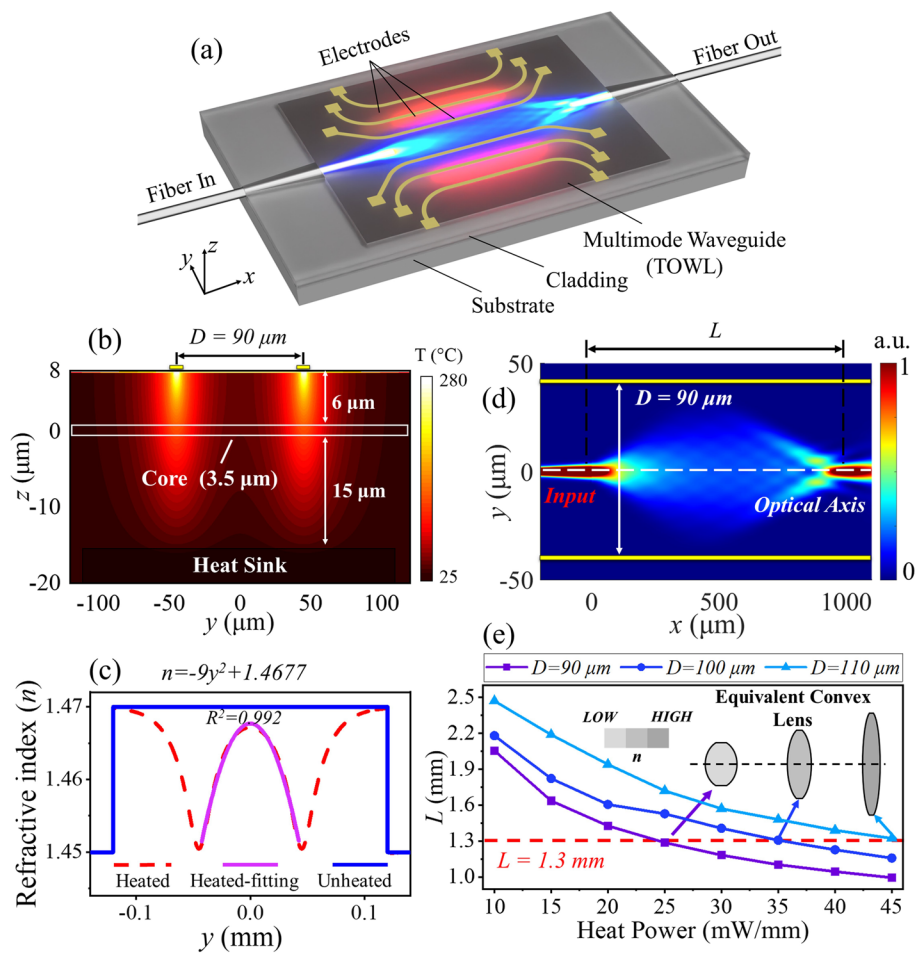 (a)
Electrodes
Fiber Out
Fiber In
Multimode Waveguide
(TOWL)
Cladding
Substrate
z
y
x
(b)
D = 90 μm
T (°C)
280
25
8
0
-10
-20
z (μm)
6 μm
Core (3.5 μm)
15 μm
Heat Sink
-100 -50 0 50 100
y (μm)
(c)
n=-9y²+1.4677
R²=0.992
1.47
1.46
1.45
Refractive index (n)
Heated Heated-fitting Unheated
-0.1 0.0 0.1
y (mm)
(d)
L
a.u.
1
0
50
0
-50
y (μm)
D = 90 μm
Input
Optical Axis
0 500 1000
x (μm)
(e)
D=90 μm D=100 μm D=110 μm
2.5
2.2
1.9
1.6
1.3
1.0
L (mm)
Equivalent Convex
Lens
LOW HIGH
n
L = 1.3 mm
10 15 20 25 30 35 40 45
Heat Power (mW/mm)